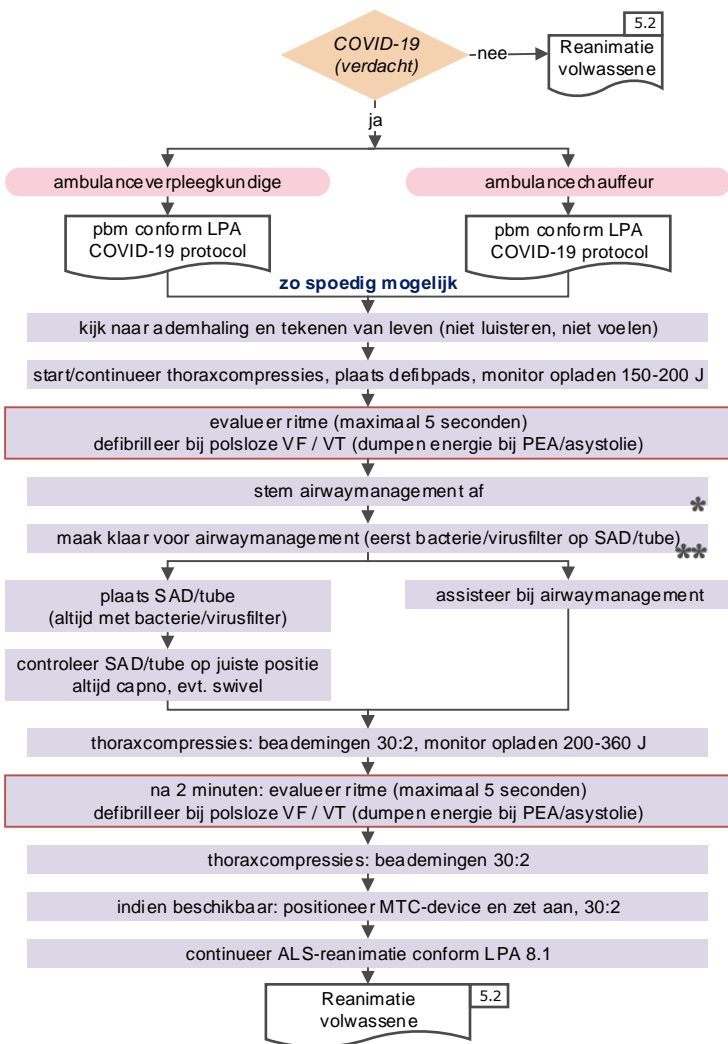 COVID-19
(verdacht)
nee
5.2
Reanimatie
volwassene
ja
ambulanceverpleegkundige
ambulancechauffeur
pbm conform LPA
COVID-19 protocol
pbm conform LPA
COVID-19 protocol
zo spoedig mogelijk
kijk naar ademhaling en tekenen van leven (niet luisteren, niet voelen)
start/continueer thoraxcompressies, plaats defibpads, monitor opladen 150-200 J
evalueer ritme (maximaal 5 seconden)
defibrilleer bij polsloze VF / VT (dumpen energie bij PEA/asystolie)
stem airwaymanagement af
*
maak klaar voor airwaymanagement (eerst bacterie/virusfilter op SAD/tube)
**
plaats SAD/tube
(altijd met bacterie/virusfilter)
assisteer bij airwaymanagement
controleer SAD/tube op juiste positie
altijd capno, evt. swivel
thoraxcompressies: beademingen 30:2, monitor opladen 200-360 J
na 2 minuten: evalueer ritme (maximaal 5 seconden)
defibrilleer bij polsloze VF / VT (dumpen energie bij PEA/asystolie)
thoraxcompressies: beademingen 30:2
indien beschikbaar: positioneer MTC-device en zet aan, 30:2
continueer ALS-reanimatie conform LPA 8.1
Reanimatie
volwassene
5.2